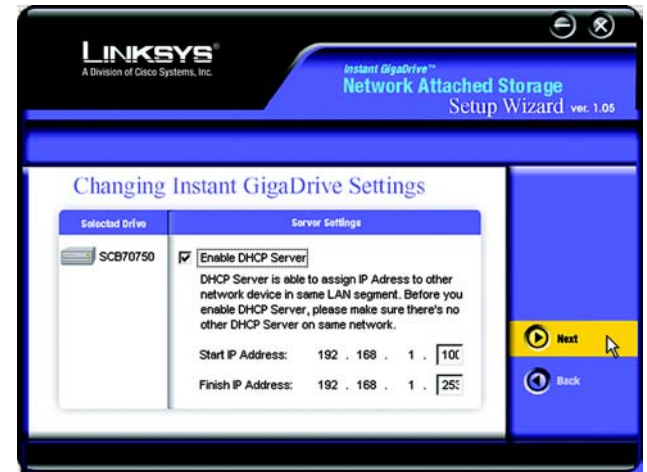 LINKSYS®
A Division of Cisco Systems, Inc.
Instant GigaDrive™
Network Attached Storage
Setup Wizard ver. 1.05
Changing Instant GigaDrive Settings
Selected Drive
Server Settings
SCB70750
Enable DHCP Server
DHCP Server is able to assign IP Adress to other
network device in same LAN segment. Before you
enable DHCP Server, please make sure there's no
other DHCP Server on same network.
Start IP Address: 192 . 168 . 1 .
Finish IP Address: 192 . 168 . 1 .
Next
Back